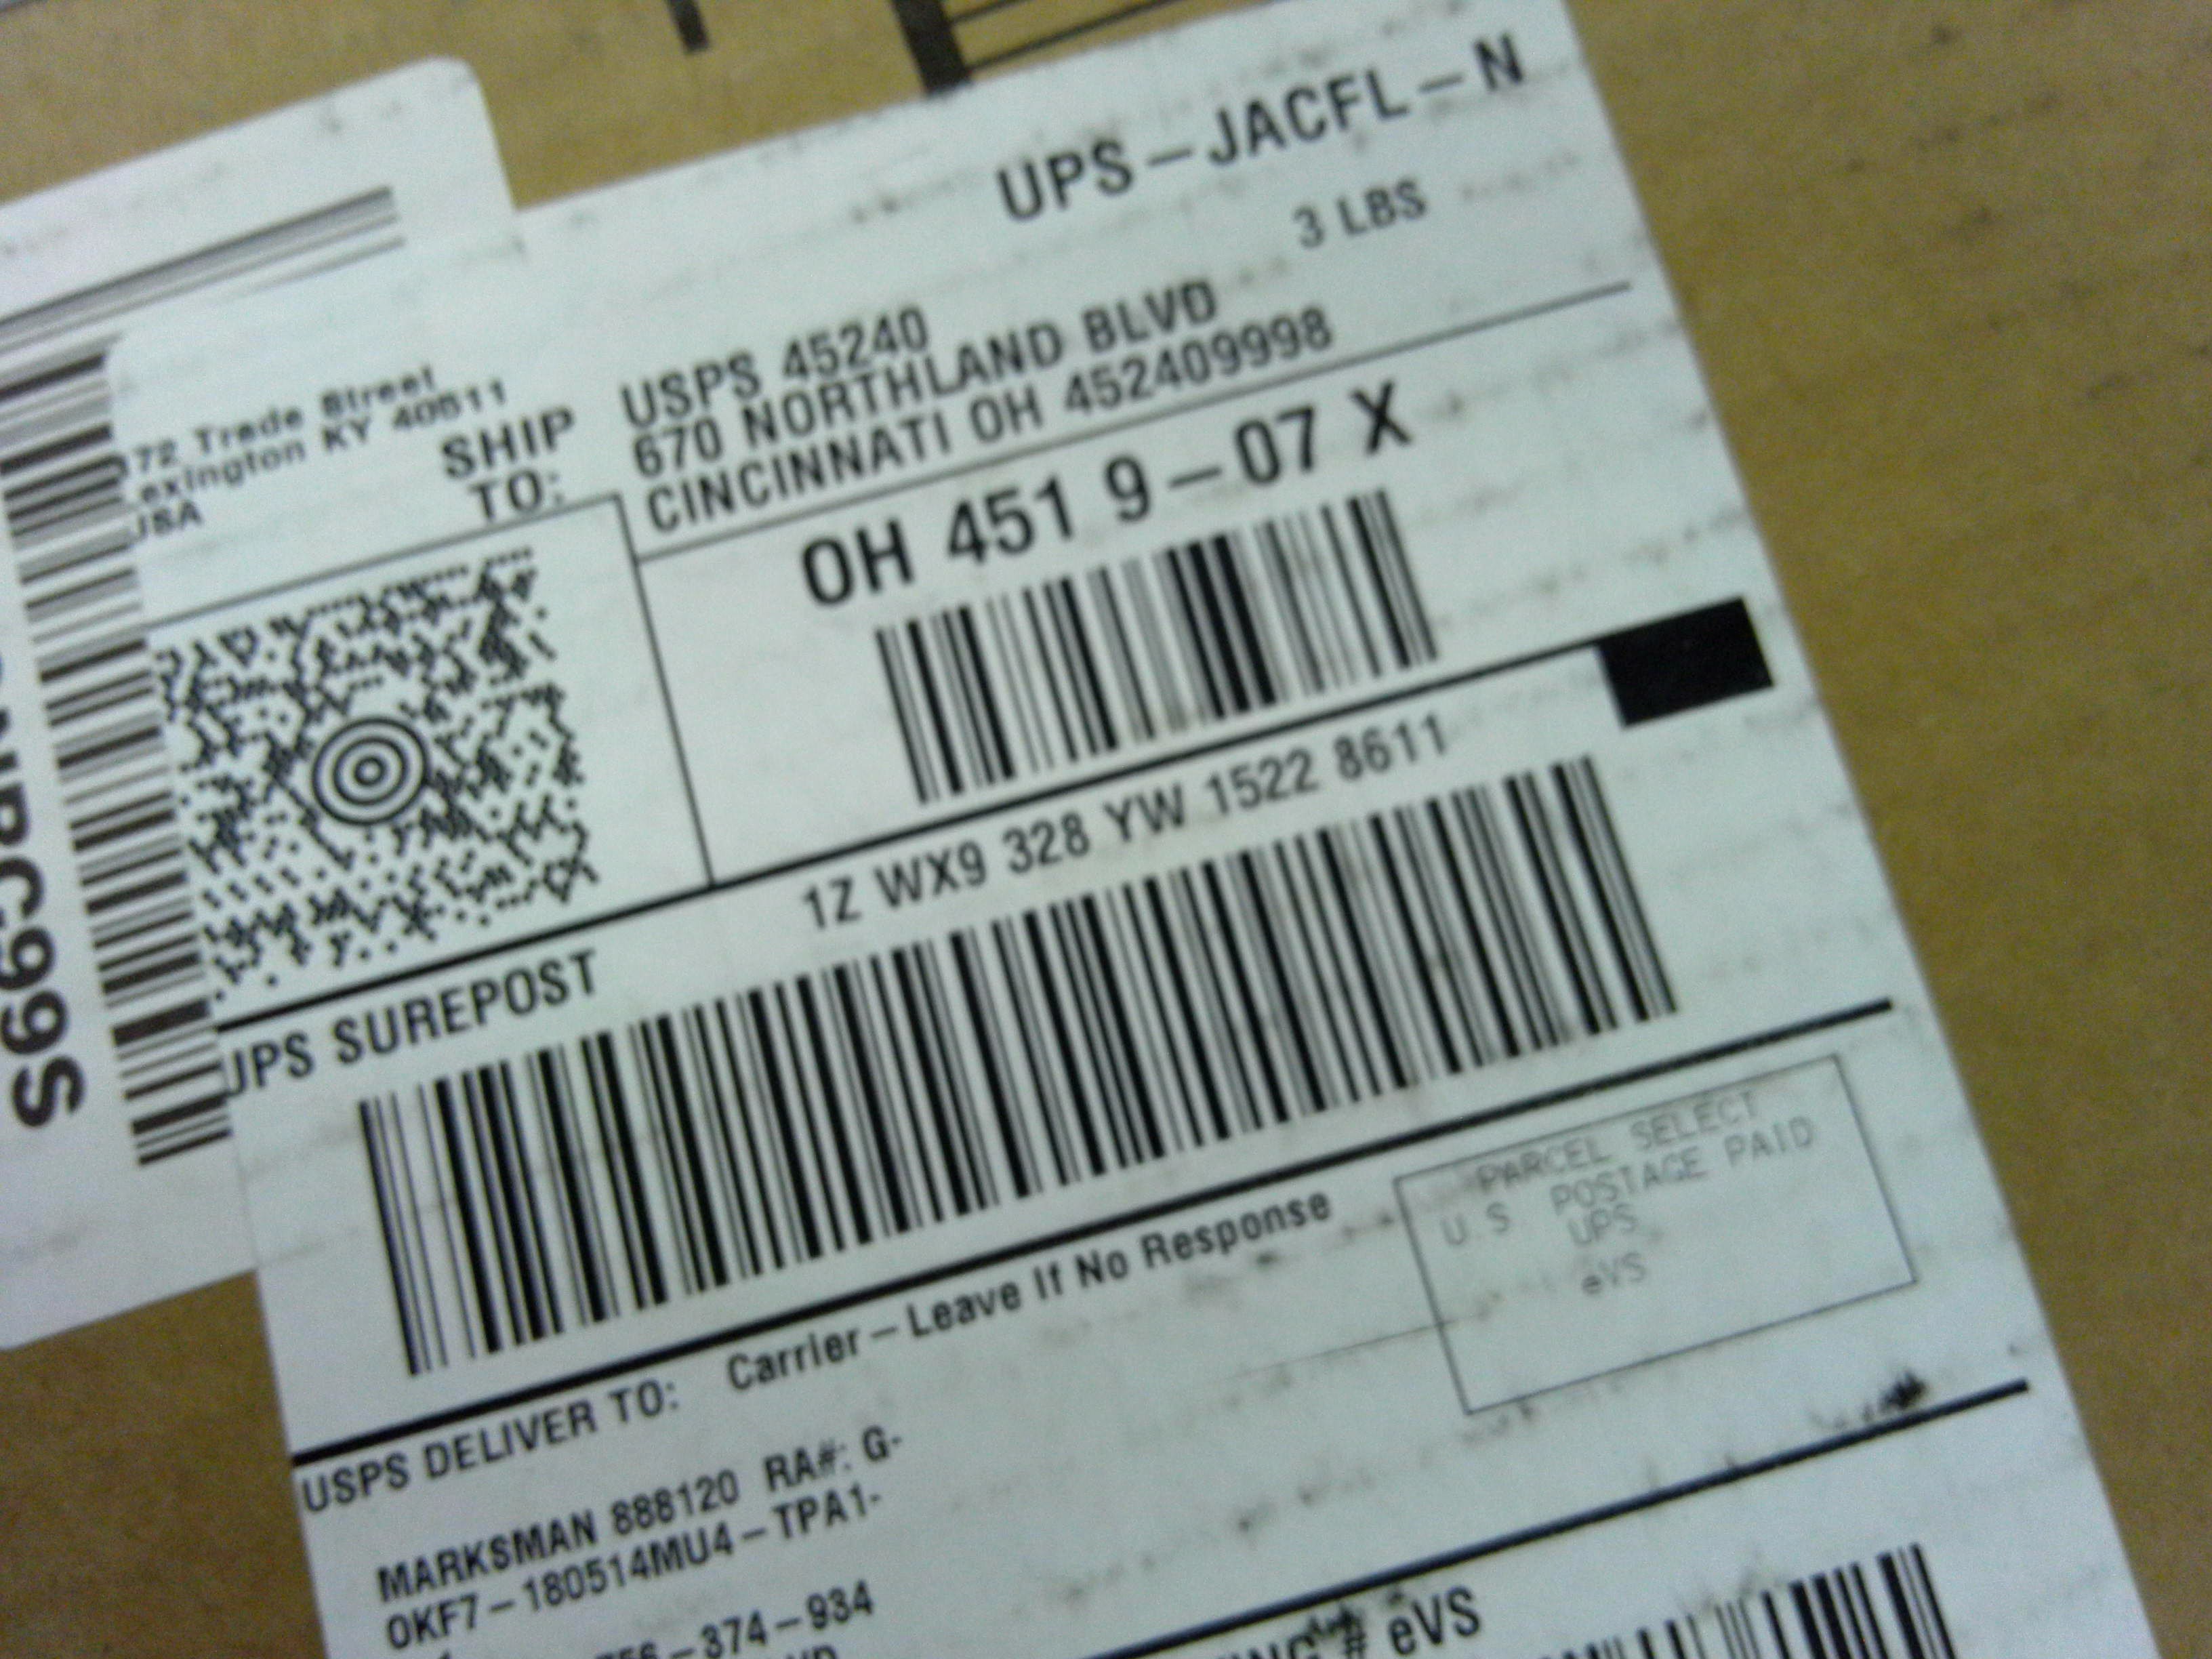 UPS-JACFL-N
3 LBS
72 Trade Street
exington KY 40511
USA
SHIP
TO:
USPS 45240
670 NORTHLAND BLVD
CINCINNATI OH 452409998
OH 451 9-07 X
UPS SUREPOST
1Z WX9 328 YW 1522 8611
Carrier-Leave If No Response
PARCEL SELECT
U.S POSTAGE PAID
UPS
eVS
USPS DELIVER TO:
MARKSMAN 888120 RA#: G-
0KF7-180514MU4-TPA1-
-374-934
# eVS
C99S